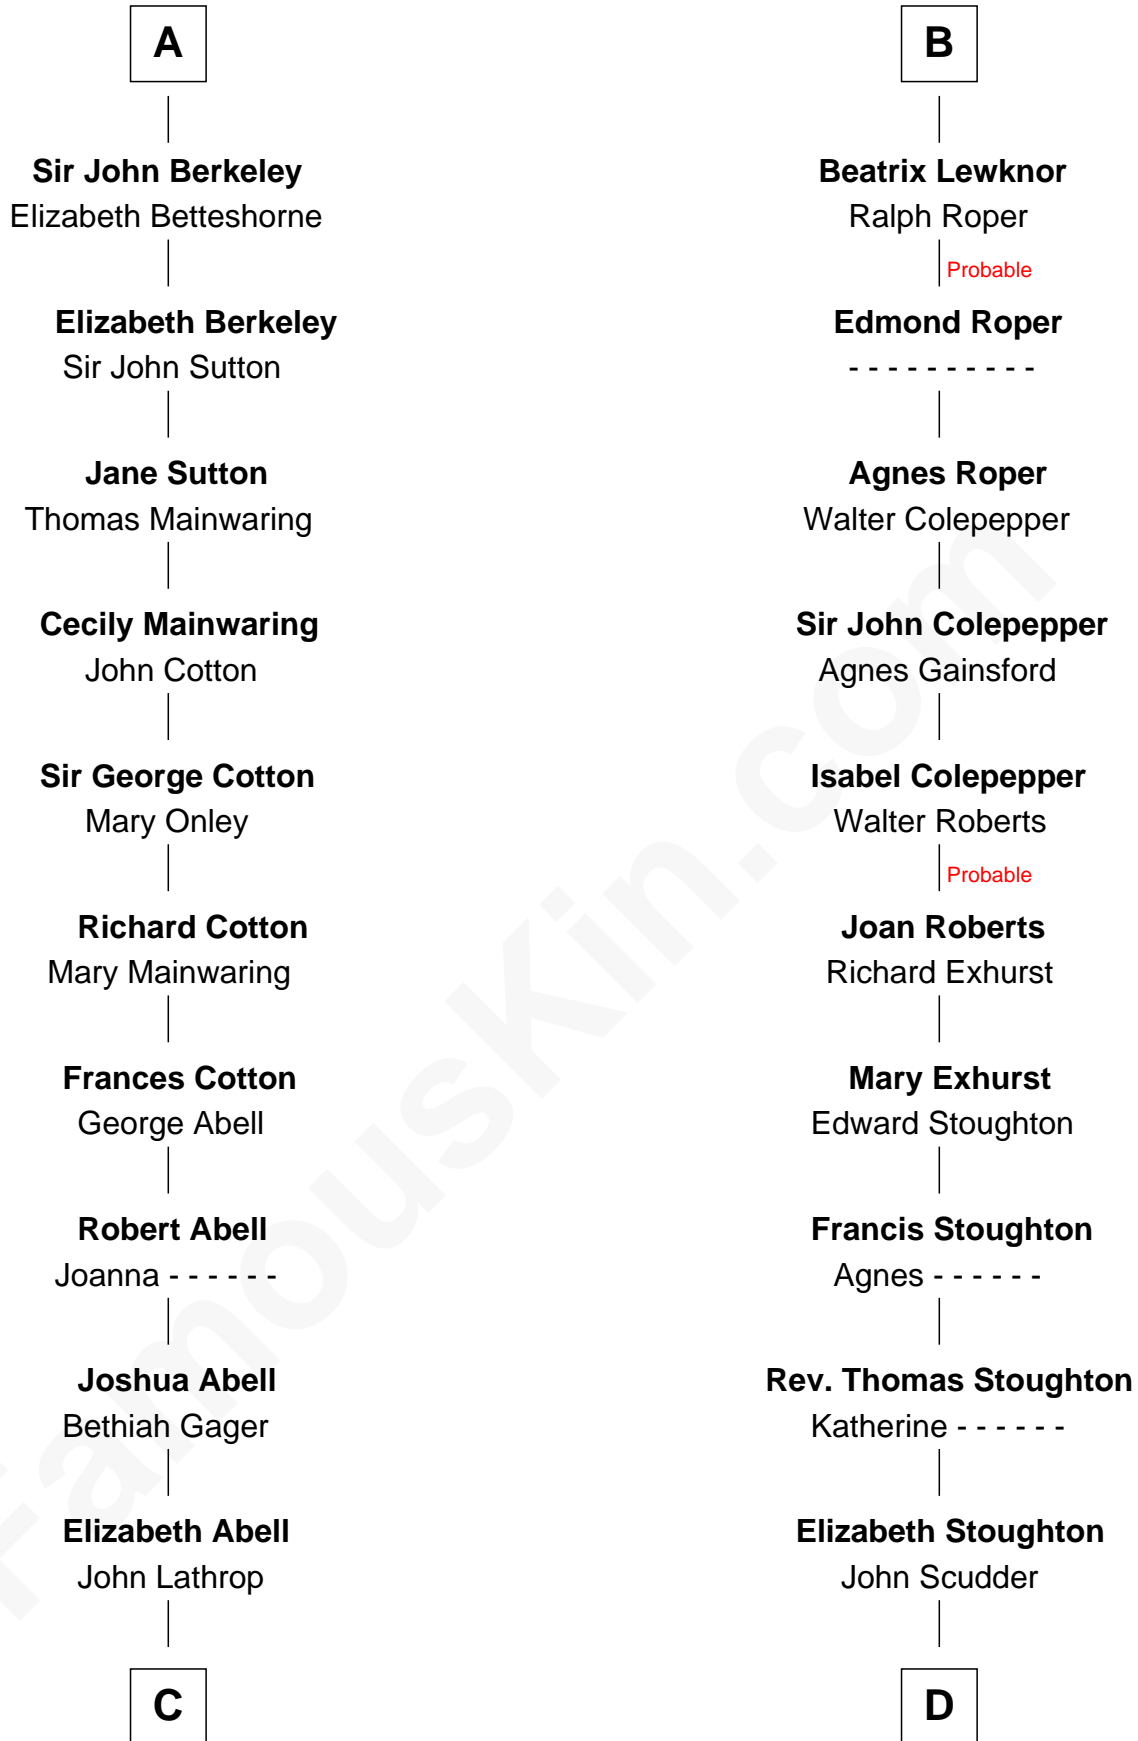 A
Sir John Berkeley
Elizabeth Betteshorne
Elizabeth Berkeley
Sir John Sutton
Jane Sutton
Thomas Mainwaring
Cecily Mainwaring
John Cotton
Sir George Cotton
Mary Onley
Richard Cotton
Mary Mainwaring
Frances Cotton
George Abell
Robert Abell
Joanna - - - - - -
Joshua Abell
Bethiah Gager
Elizabeth Abell
John Lathrop
C
B
Beatrix Lewknor
Ralph Roper
Probable
Edmond Roper
- - - - - - - - - -
Agnes Roper
Walter Colepepper
Sir John Colepepper
Agnes Gainsford
Isabel Colepepper
Walter Roberts
Probable
Joan Roberts
Richard Exhurst
Mary Exhurst
Edward Stoughton
Francis Stoughton
Agnes - - - - - -
Rev. Thomas Stoughton
Katherine - - - - - -
Elizabeth Stoughton
John Scudder
D
FamousKin.com